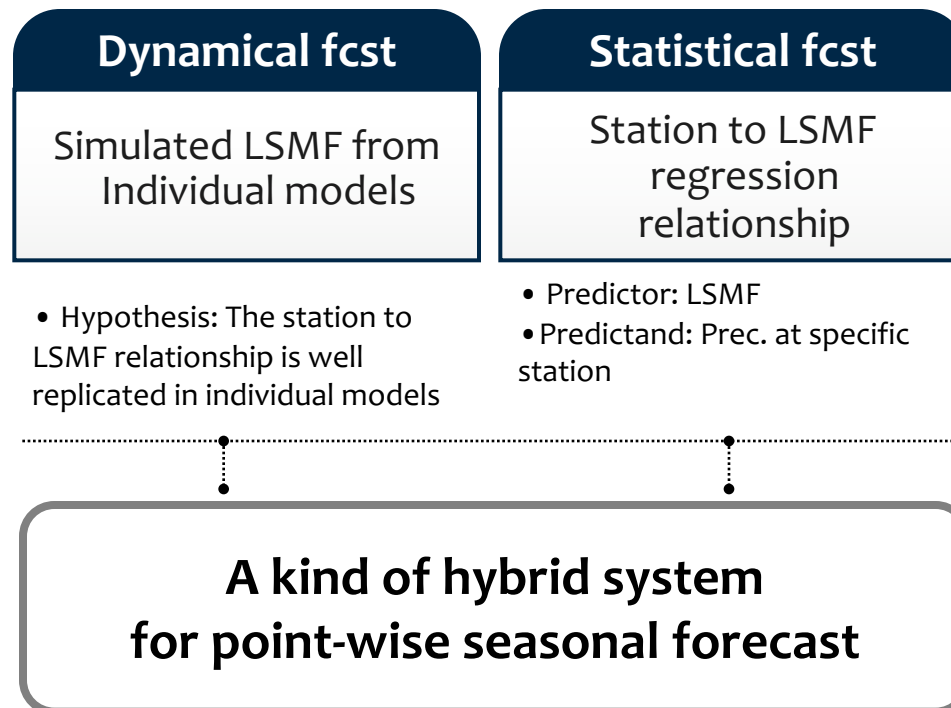 Dynamical fcst
Simulated LSMF from
Individual models
• Hypothesis: The station to
LSMF relationship is well
replicated in individual models
Statistical fcst
Station to LSMF
regression
relationship
• Predictor: LSMF
•Predictand: Prec. at specific
station
A kind of hybrid system
for point-wise seasonal forecast